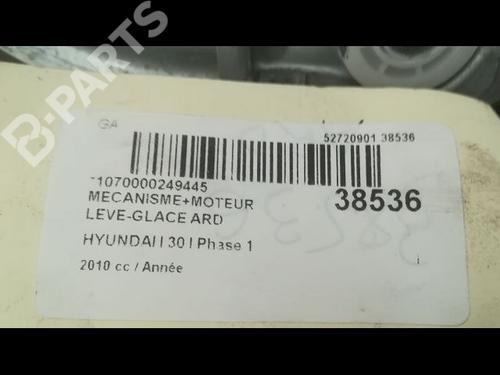 B-PARTS
GA
52720901 38536
-1070000249445
MECANISME+MOTEUR
LEVE-GLACE ARD
38536
HYUNDAI I 30 I Phase 1
2010 cc / Année